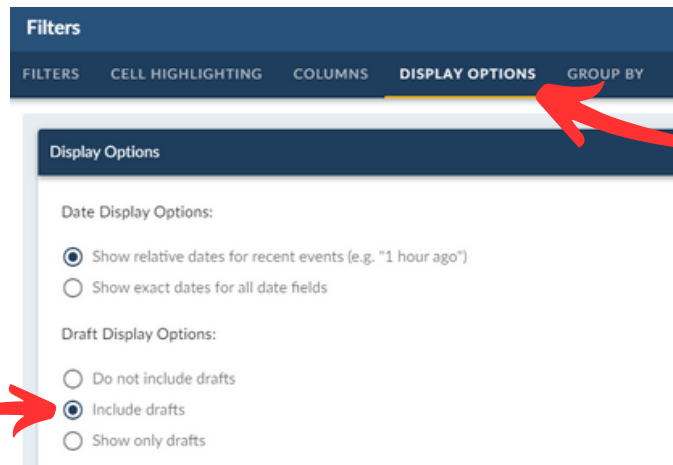 Filters
FILTERS CELL HIGHLIGHTING COLUMNS DISPLAY OPTIONS GROUP BY
Display Options
Date Display Options:
Show relative dates for recent events (e.g. "1 hour ago")
Show exact dates for all date fields
Draft Display Options:
Do not include drafts
Include drafts
Show only drafts